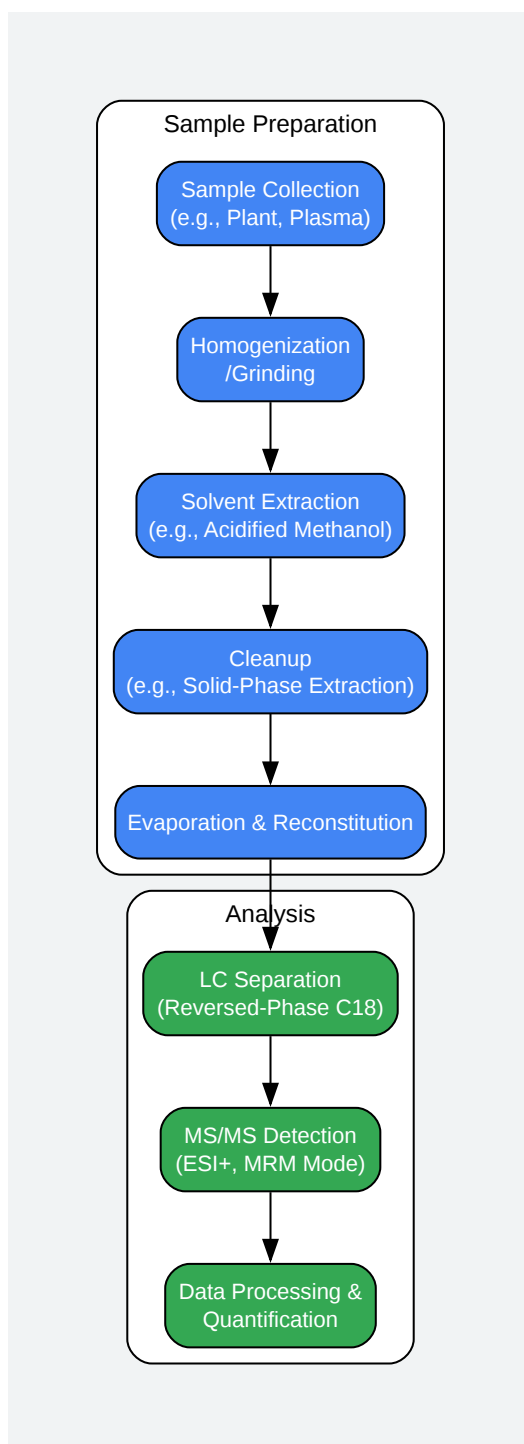 Sample Preparation
Sample Collection
(e.g., Plant, Plasma)
Homogenization
/Grinding
Solvent Extraction
(e.g., Acidified Methanol)
Cleanup
(e.g., Solid-Phase Extraction)
Evaporation & Reconstitution
Analysis
LC Separation
(Reversed-Phase C18)
MS/MS Detection
(ESI+, MRM Mode)
Data Processing &
Quantification